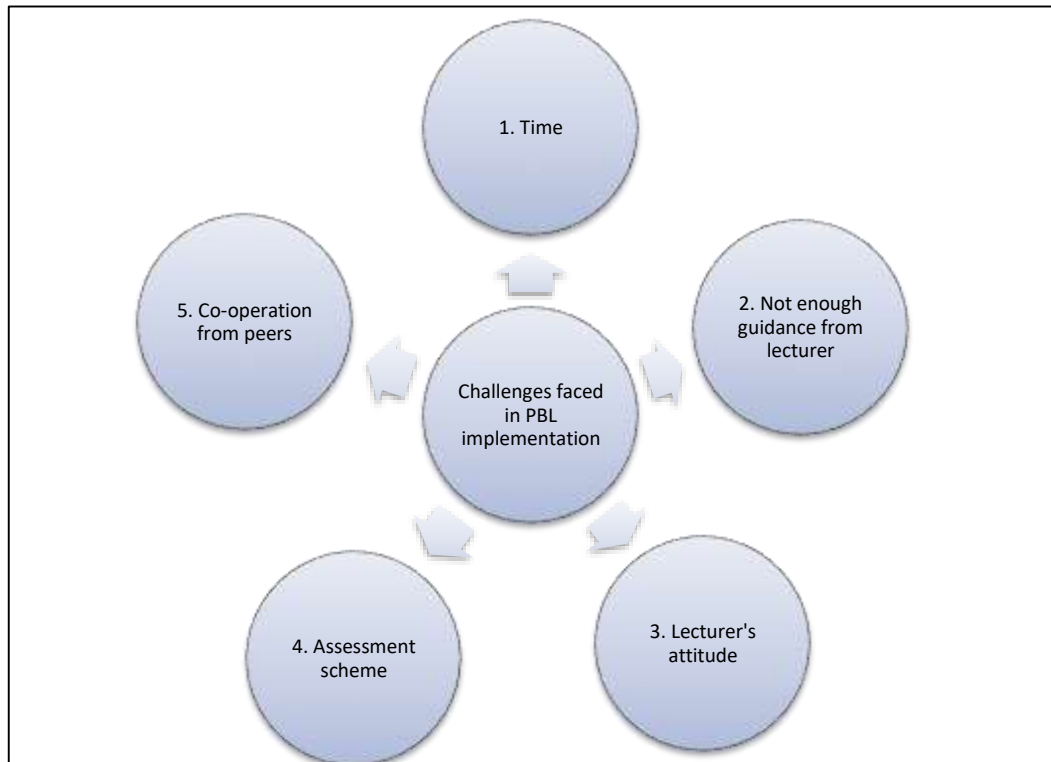 1. Time
2. Not enough
guidance from
lecturer
3. Lecturer's
attitude
4. Assessment
scheme
5. Co-operation
from peers
Challenges faced
in PBL
implementation